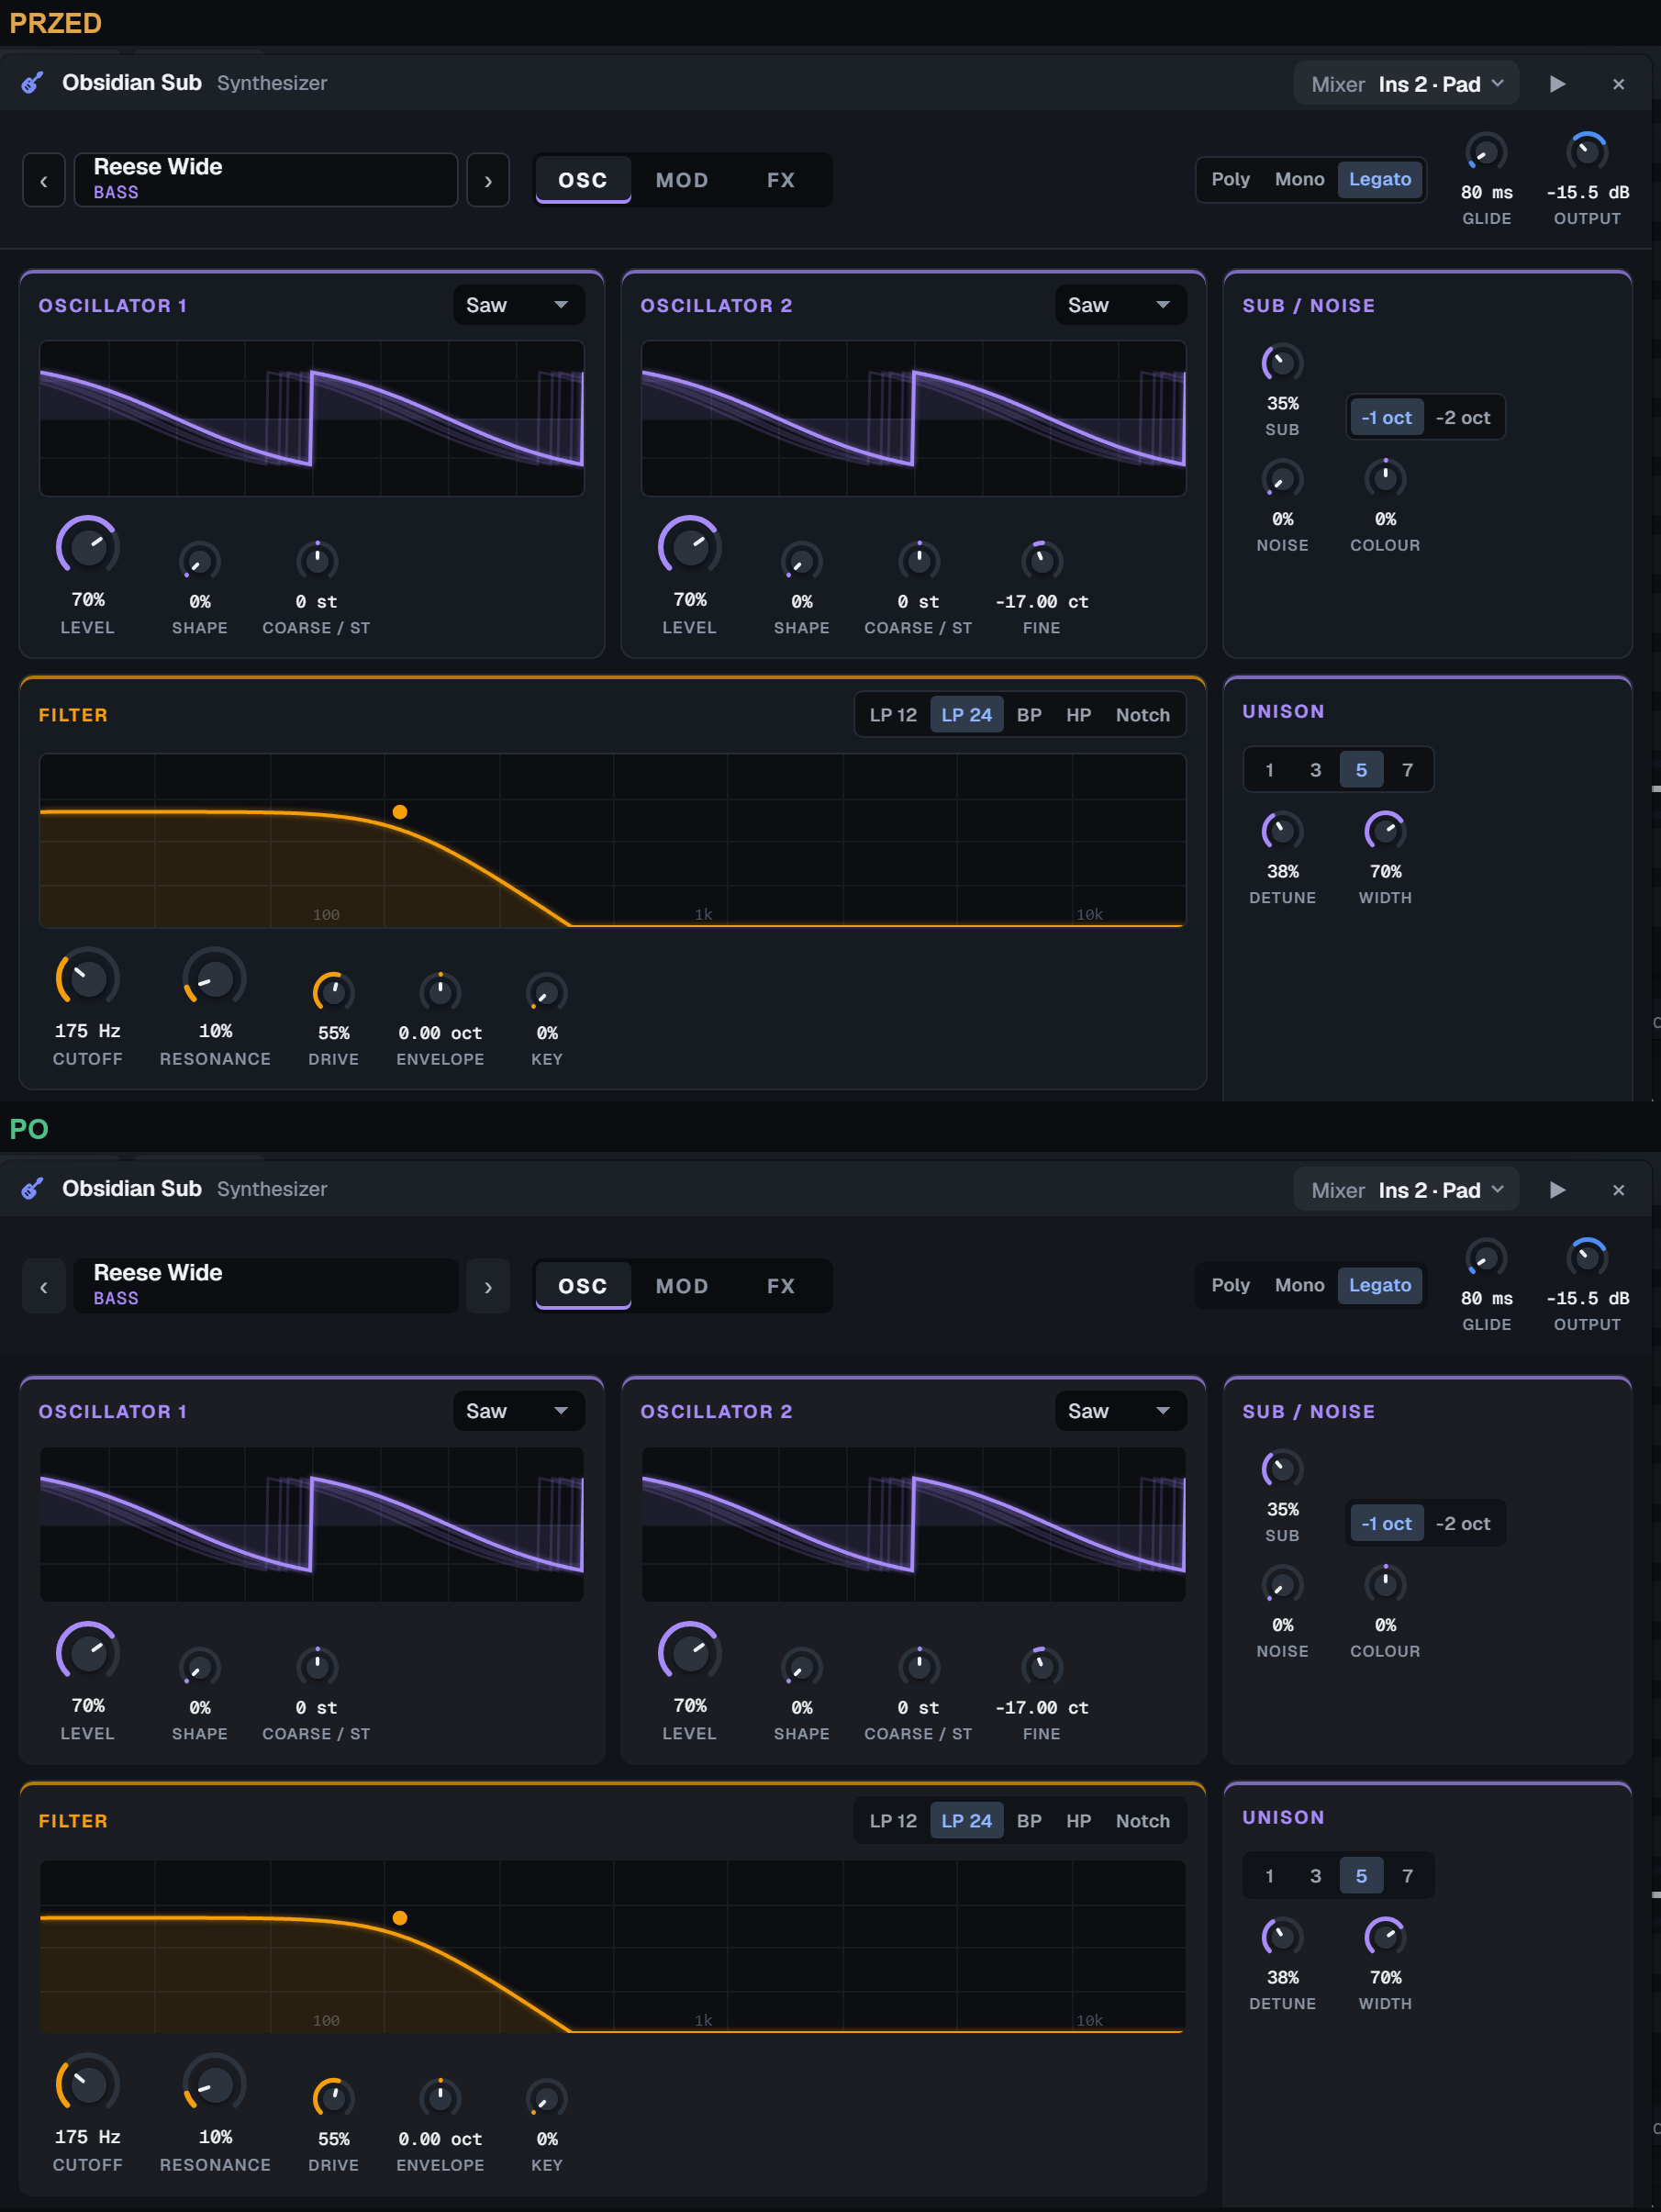 PRZED
Obsidian Sub Synthesizer Mixer Ins 2 · Pad
Reese Wide
BASS
OSC MOD FX
Poly Mono Legato
80 ms -15.5 dB
GLIDE OUTPUT
OSCILLATOR 1 Saw
70% 0% 0 st
LEVEL SHAPE COARSE / ST
OSCILLATOR 2 Saw
70% 0% 0 st -17.00 ct
LEVEL SHAPE COARSE / ST FINE
SUB / NOISE
35%
SUB
-1 oct -2 oct
0% 0%
NOISE COLOUR
FILTER LP 12 LP 24 BP HP Notch
100 1k 10k
175 Hz 10% 55% 0.00 oct 0%
CUTOFF RESONANCE DRIVE ENVELOPE KEY
UNISON
1 3 5 7
38% 70%
DETUNE WIDTH
PO
Obsidian Sub Synthesizer Mixer Ins 2 · Pad
Reese Wide
BASS
OSC MOD FX
Poly Mono Legato
80 ms -15.5 dB
GLIDE OUTPUT
OSCILLATOR 1 Saw
70% 0% 0 st
LEVEL SHAPE COARSE / ST
OSCILLATOR 2 Saw
70% 0% 0 st -17.00 ct
LEVEL SHAPE COARSE / ST FINE
SUB / NOISE
35%
SUB
-1 oct -2 oct
0% 0%
NOISE COLOUR
FILTER LP 12 LP 24 BP HP Notch
100 1k 10k
175 Hz 10% 55% 0.00 oct 0%
CUTOFF RESONANCE DRIVE ENVELOPE KEY
UNISON
1 3 5 7
38% 70%
DETUNE WIDTH